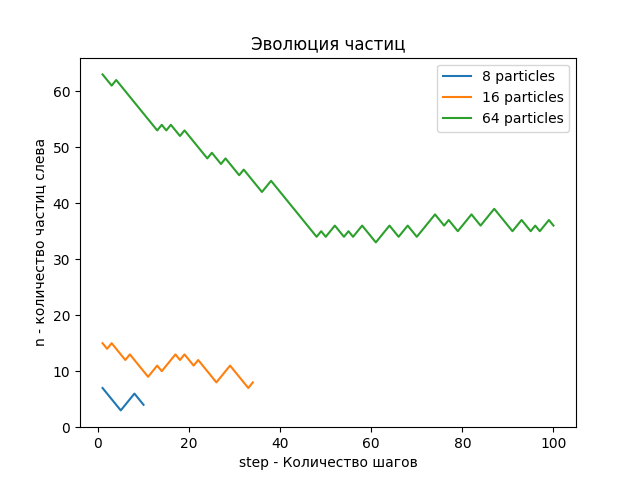 Эволюция частиц
8 particles
16 particles
64 particles
n - количество частиц слева
60
50
40
30
20
10
0
0 20 40 60 80 100
step - Количество шагов